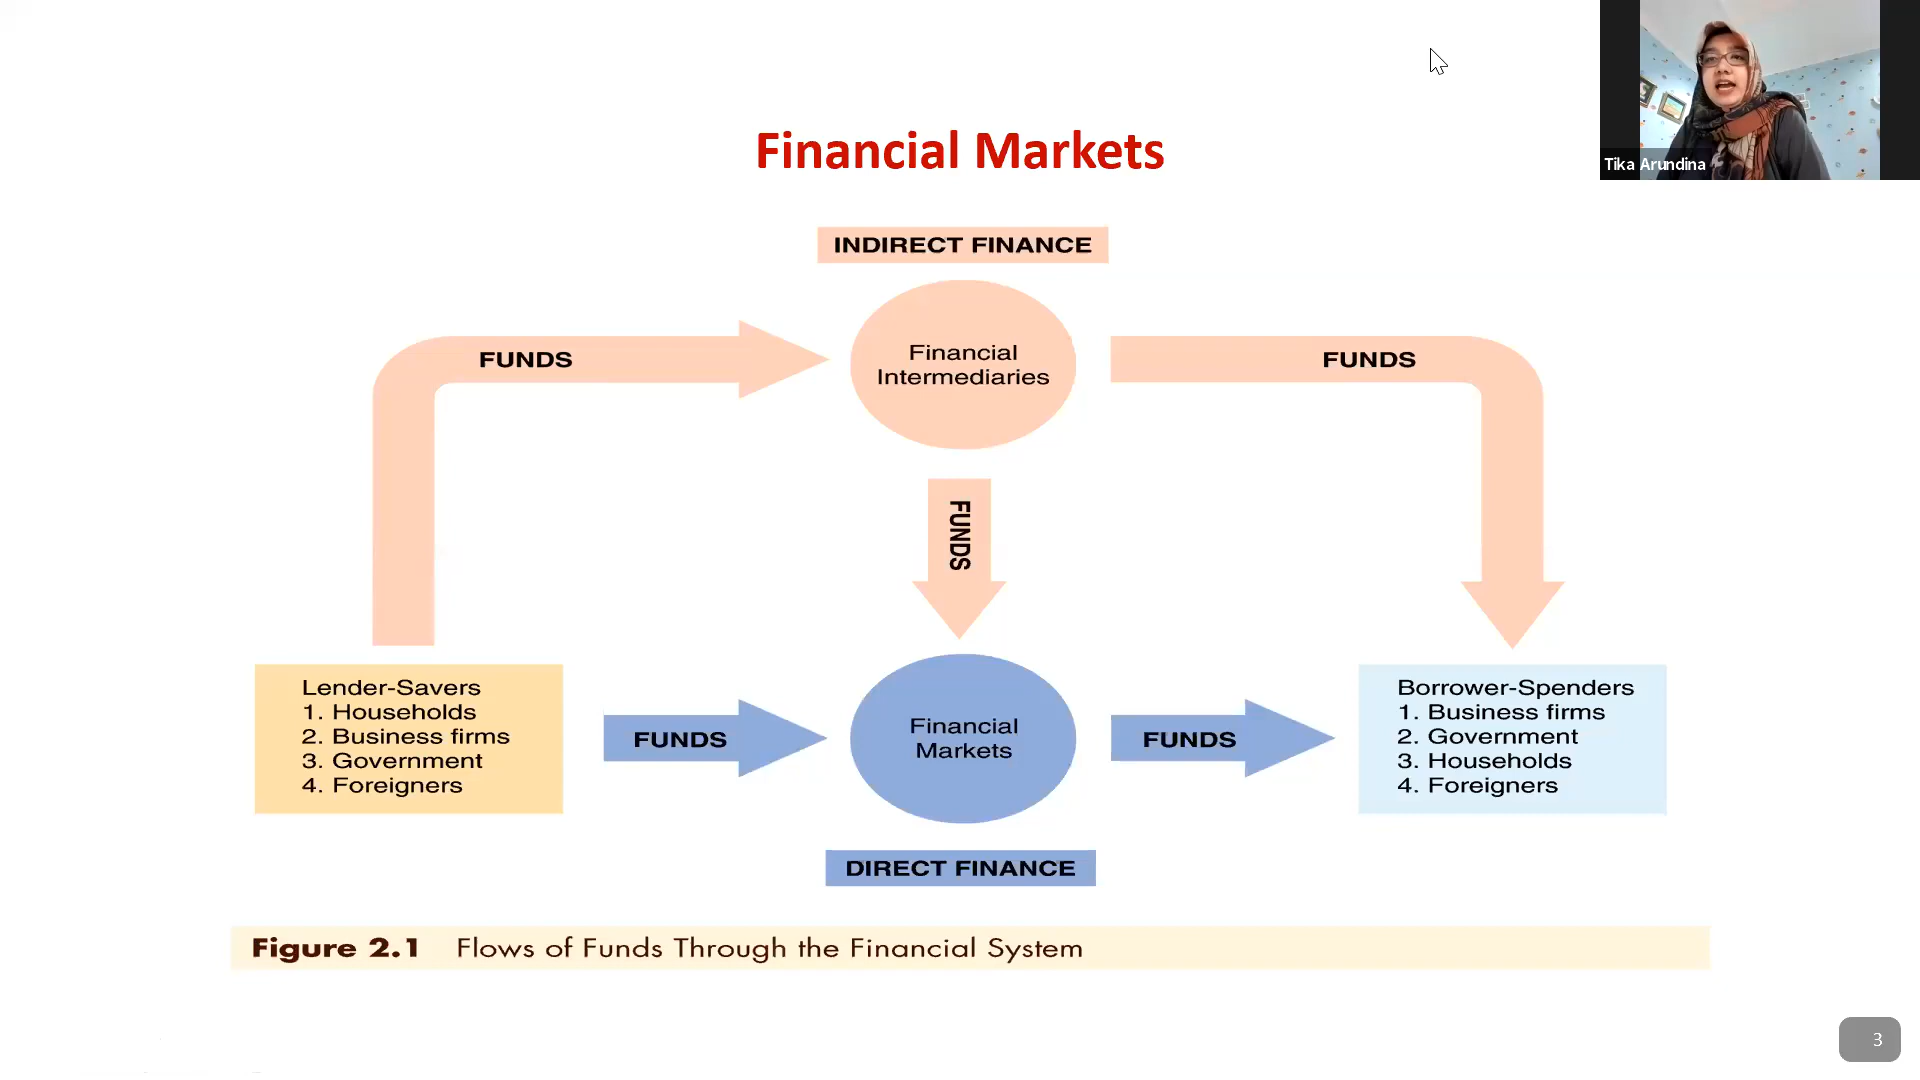 Tika Arundina
Financial Markets
INDIRECT FINANCE
Financial
Intermediaries
FUNDS
FUNDS
FUNDS
Lender-Savers
1. Households
2. Business firms
3. Government
4. Foreigners
FUNDS
Financial
Markets
FUNDS
Borrower-Spenders
1. Business firms
2. Government
3. Households
4. Foreigners
DIRECT FINANCE
Figure 2.1 Flows of Funds Through the Financial System
3